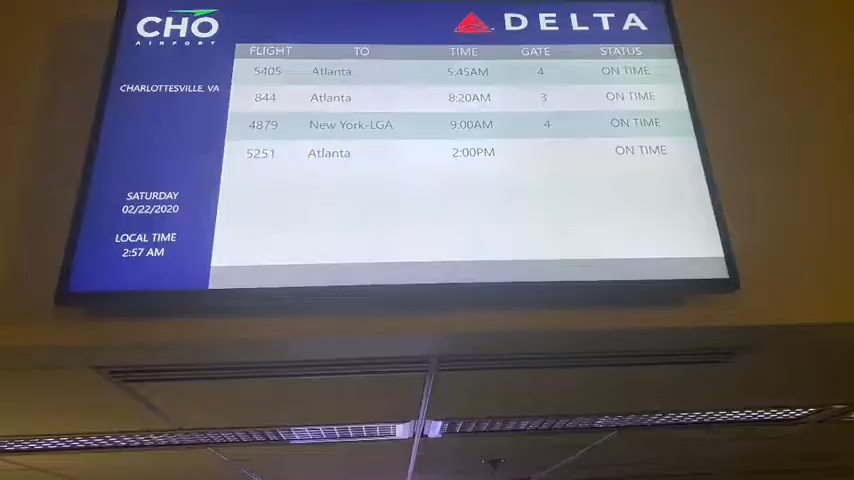 CHO
AIRPORT
DELTA
FLIGHT TO TIME GATE STATUS
5405 Atlanta 5:45AM 4 ON TIME
844 Atlanta 8:20AM 3 ON TIME
4879 New York-LGA 9:00AM 4 ON TIME
5251 Atlanta 2:00PM ON TIME
CHARLOTTESVILLE, VA
SATURDAY
02/22/2020
LOCAL TIME
2:57 AM